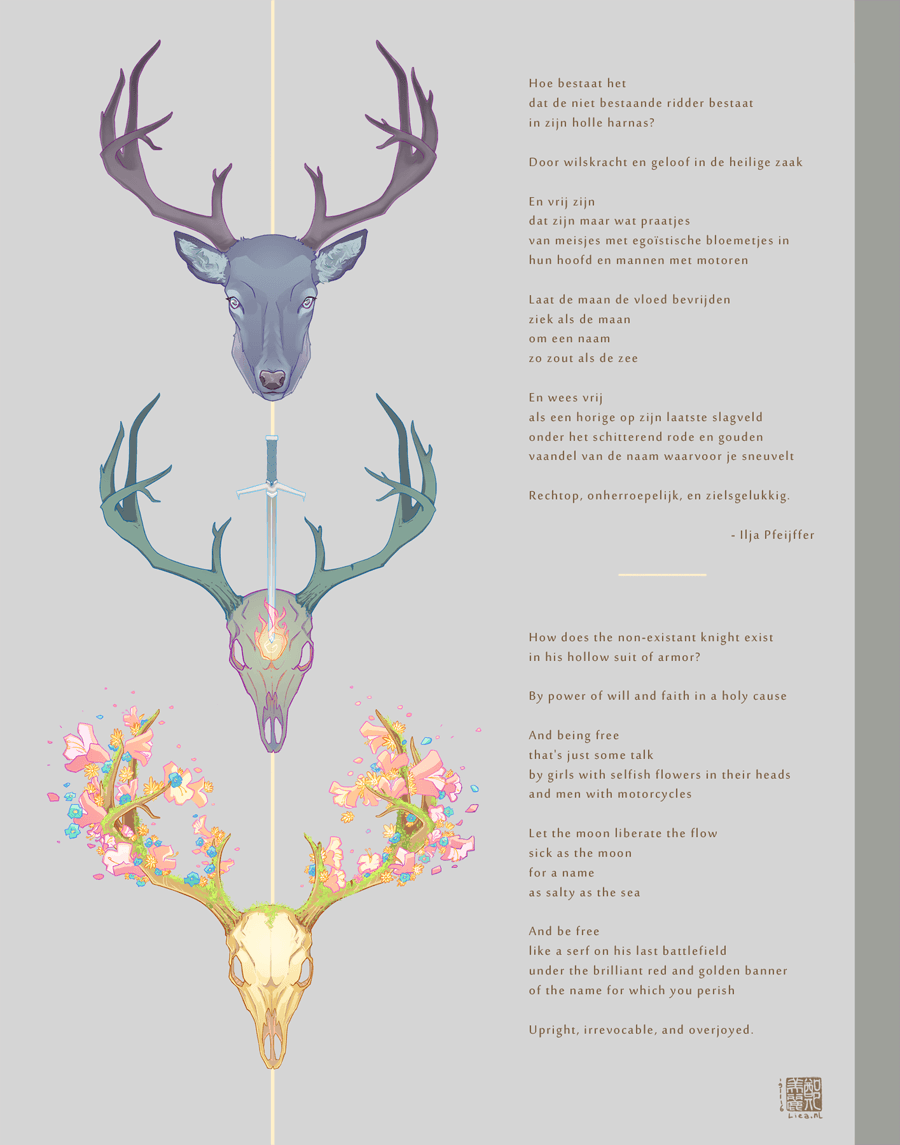 Hoe bestaat het
dat de niet bestaande ridder bestaat
in zijn holle harnas?
Door wilskracht en geloof in de heilige zaak
En vrij zijn
dat zijn maar wat praatjes
van meisjes met egoïstische bloemetjes in
hun hoofd en mannen met motoren
Laat de maan de vloed bevrijden
ziek als de maan
om een naam
zo zout als de zee
En wees vrij
als een horige op zijn laatste slagveld
onder het schitterend rode en gouden
vaandel van de naam waarvoor je sneuvelt
Rechtop, onherroepelijk, en zielsgelukkig.
- Ilja Pfeijffer
How does the non-existant knight exist
in his hollow suit of armor?
By power of will and faith in a holy cause
And being free
that's just some talk
by girls with selfish flowers in their heads
and men with motorcycles
Let the moon liberate the flow
sick as the moon
for a name
as salty as the sea
And be free
like a serf on his last battlefield
under the brilliant red and golden banner
of the name for which you perish
Upright, irrevocable, and overjoyed.